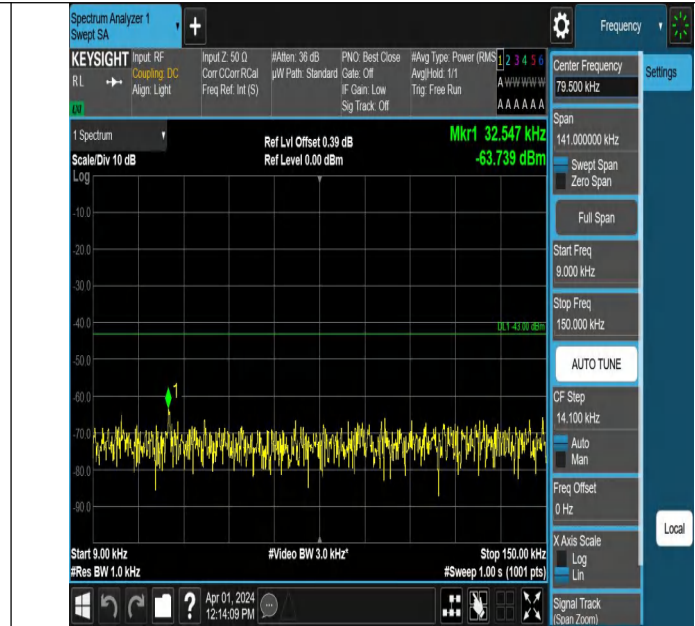 Spectrum Analyzer 1
Swept SA
Frequency
KEYSIGHT
RL
Input: RF
Coupling: DC
Align: Light
Input Z: 50 Ω
Corr CCorr RCal
Freq Ref: Int (S)
#Atten: 36 dB
µW Path: Standard
PNO: Best Close
Gate: Off
IF Gain: Low
Sig Track: Off
#Avg Type: Power (RMS
Avg|Hold: 1/1
Trig: Free Run
1 2 3 4 5 6
A W W W W W
A A A A A A
1 Spectrum
Scale/Div 10 dB
Log
Ref Lvl Offset 0.39 dB
Ref Level 0.00 dBm
Mkr1 32.547 kHz
-63.739 dBm
-10.0
-20.0
-30.0
-40.0
DL1 -43.00 dBm
-50.0
-60.0
1
-70.0
-80.0
-90.0
Start 9.00 kHz
#Res BW 1.0 kHz
#Video BW 3.0 kHz*
Stop 150.00 kHz
#Sweep 1.00 s (1001 pts)
?
Apr 01, 2024
12:14:09 PM
Center Frequency
79.500 kHz
Settings
Span
141.000000 kHz
Swept Span
Zero Span
Full Span
Start Freq
9.000 kHz
Stop Freq
150.000 kHz
AUTO TUNE
CF Step
14.100 kHz
Auto
Man
Freq Offset
0 Hz
X Axis Scale
Log
Lin
Local
Signal Track
(Span Zoom)